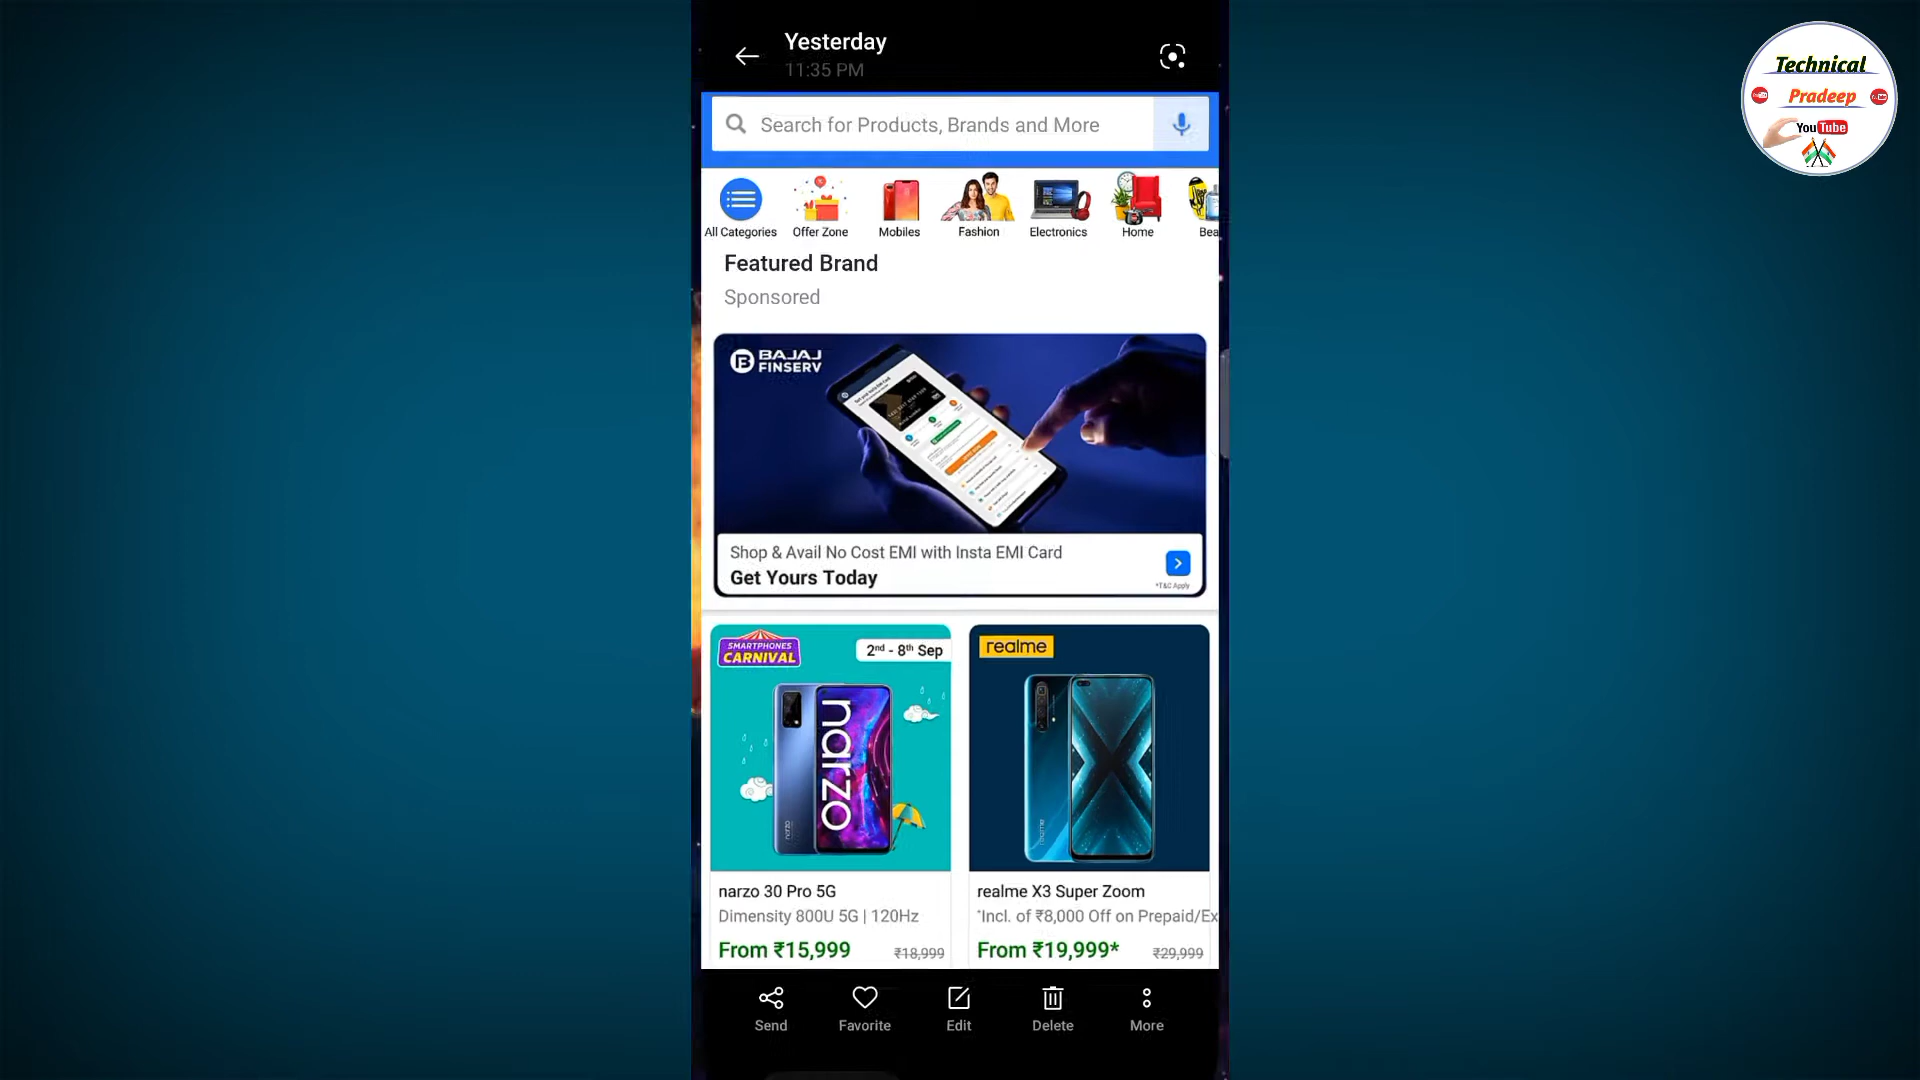 Yesterday
11:35 PM
Technical
Pradeep
YouTube
Search for Products, Brands and More
All Categories
Offer Zone
Mobiles
Fashion
Electronics
Home
Bea
Featured Brand
Sponsored
BAJAJ
FINSERV
Shop & Avail No Cost EMI with Insta EMI Card
Get Yours Today
*T&C Apply
SMARTPHONES
CARNIVAL
2nd - 8th Sep
narzo
narzo
realme
realme
narzo 30 Pro 5G
Dimensity 800U 5G | 120Hz
From ₹15,999 ₹18,999
realme X3 Super Zoom
*Incl. of ₹8,000 Off on Prepaid/Ex
From ₹19,999* ₹29,999
Send
Favorite
Edit
Delete
More